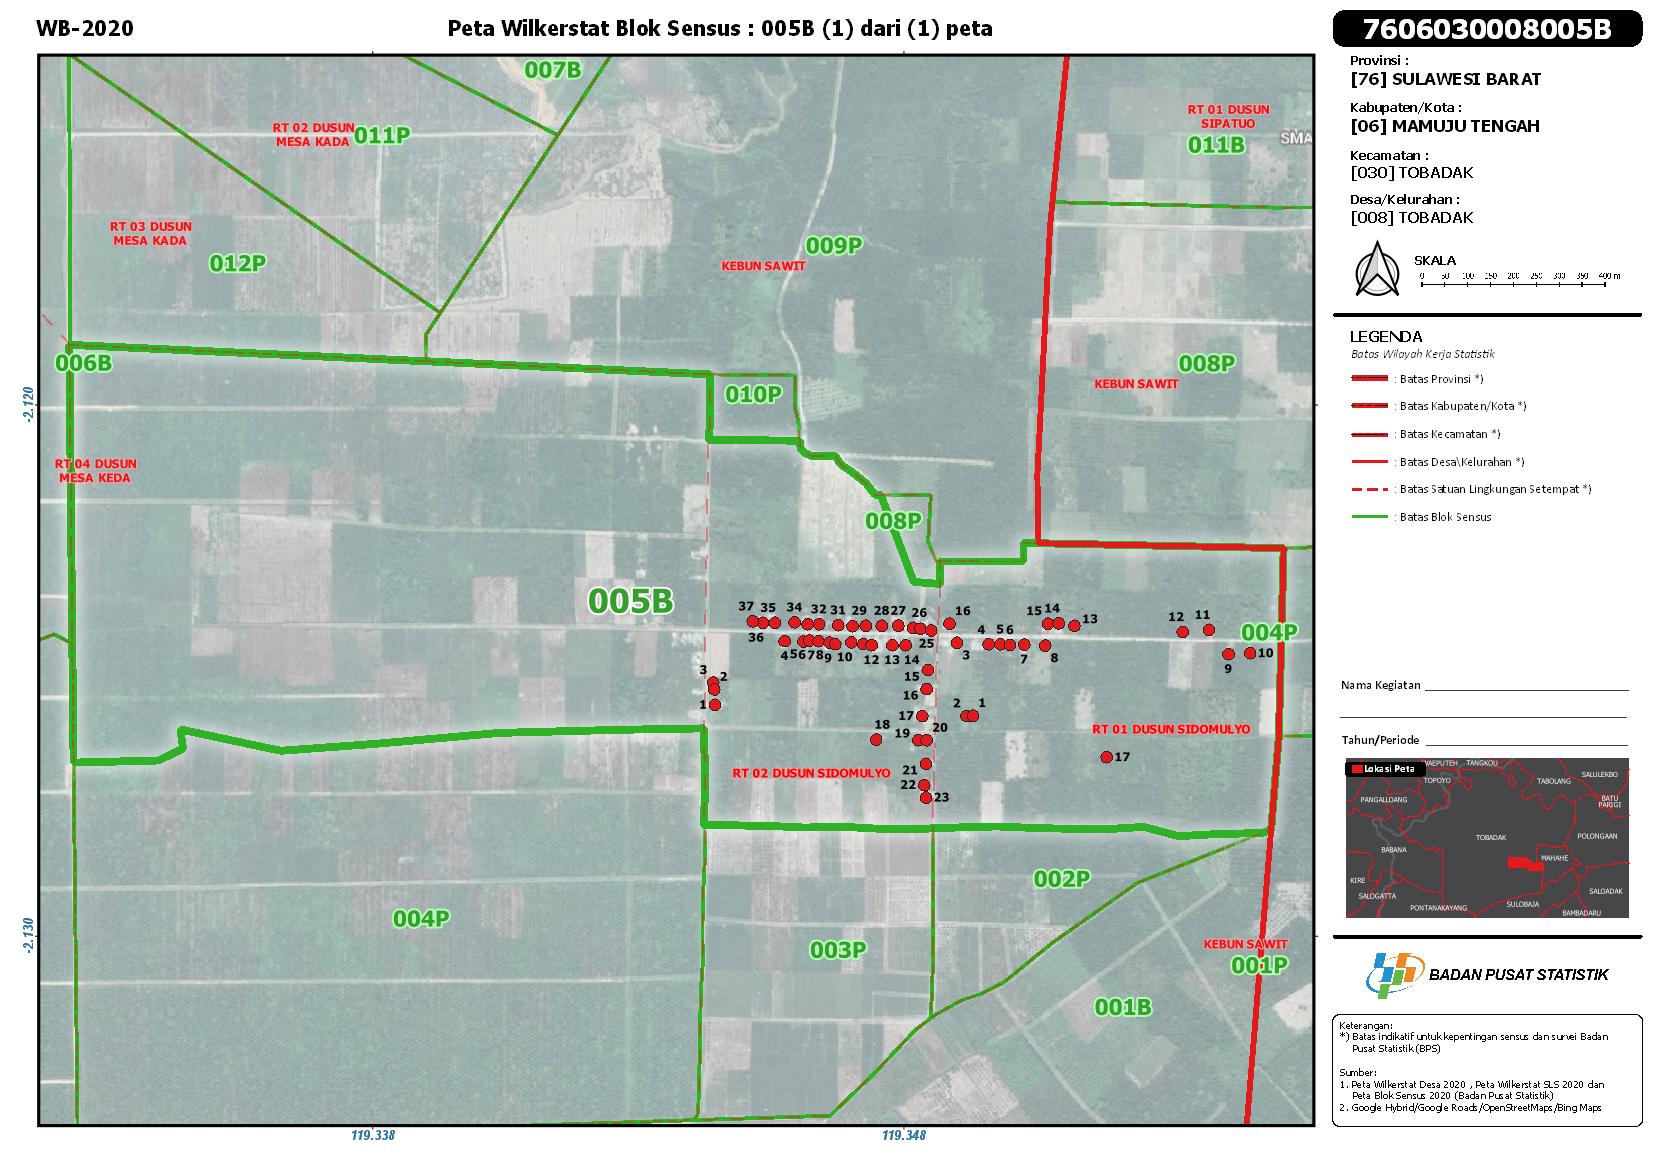 WB-2020
Peta Wilkerstat Blok Sensus : 005B (1) dari (1) peta
7606030008005B
Provinsi :
[76] SULAWESI BARAT
Kabupaten/Kota :
[06] MAMUJU TENGAH
Kecamatan :
[030] TOBADAK
Desa/Kelurahan :
[008] TOBADAK
SKALA
0 50 100 150 200 250 300 350 400 m
LEGENDA
Batas Wilayah Kerja Statistik
: Batas Provinsi *)
: Batas Kabupaten/Kota *)
: Batas Kecamatan *)
: Batas Desa\Kelurahan *)
: Batas Satuan Lingkungan Setempat *)
: Batas Blok Sensus
007B
RT 02 DUSUN
MESA KADA
011P
RT 01 DUSUN
SIPATUO
011B
SMA
RT 03 DUSUN
MESA KADA
012P
009P
KEBUN SAWIT
006B
008P
KEBUN SAWIT
010P
-2.120
RT 04 DUSUN
MESA KEDA
008P
005B
37 35 34 32 31 29 28 27 26 16 15 14 13 12 11
36 25
004P
4 5 6 7 8 9 10 12 13 14 3 4 5 6 7 8 9 10
3 2
1
15
16
17
2 1
18 19 20
RT 01 DUSUN SIDOMULYO
17
21
RT 02 DUSUN SIDOMULYO
22
23
002P
004P
003P
KEBUN SAWIT
001P
001B
-2.130
119.338
119.348
Nama Kegiatan
Tahun/Periode
Lokasi Peta
WAEPUTEH
TANGKOU
TOPOYO
TABOLANG
SALULEKBO
PANGALLOANG
BATU
PARIGI
TOBADAK
POLONGAAN
BABANA
MAHAHE
KIRE
SALOGATTA
SALOADAK
PONTANAKAYANG
SULOBAJA
BAMBADARU
BADAN PUSAT STATISTIK
Keterangan:
*) Batas indikatif untuk kepentingan sensus dan survei Badan
Pusat Statistik (BPS)
Sumber:
1. Peta Wilkerstat Desa 2020 , Peta Wilkerstat SLS 2020 dan
Peta Blok Sensus 2020 (Badan Pusat Statistik)
2. Google Hybrid/Google Roads/OpenStreetMaps/Bing Maps